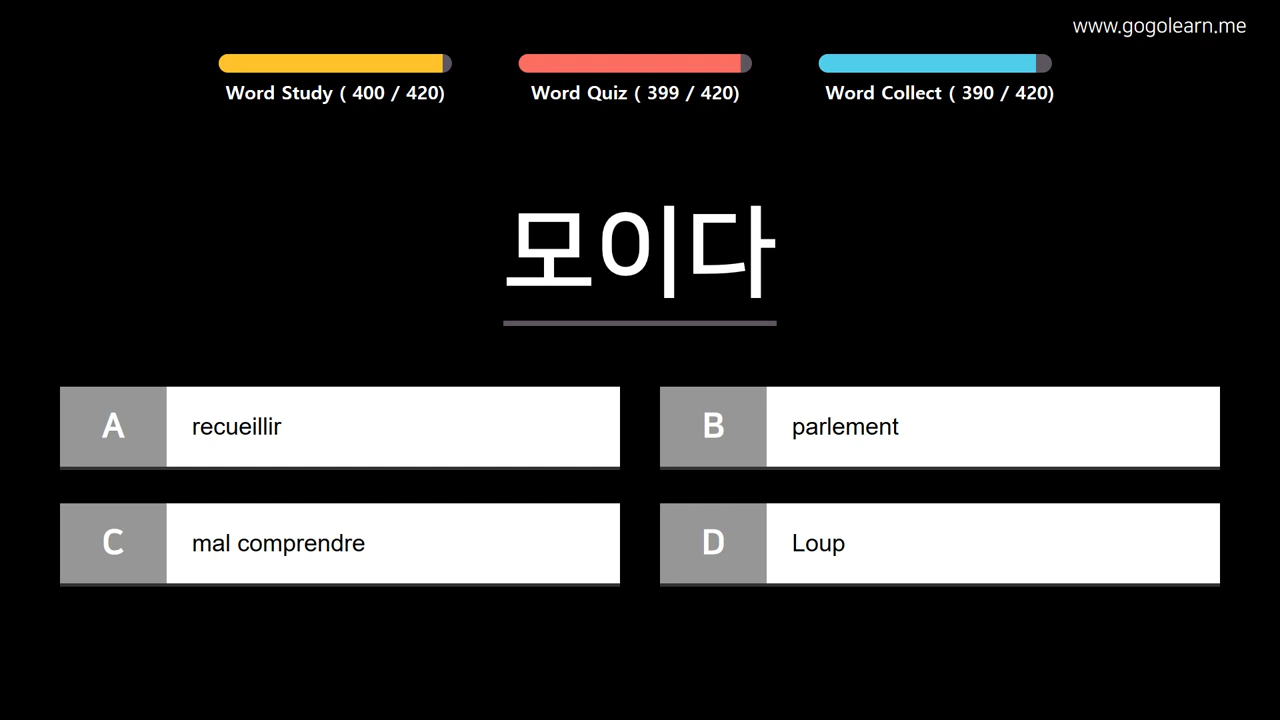 www.gogolearn.me
Word Study ( 400 / 420)
Word Quiz ( 399 / 420)
Word Collect ( 390 / 420)
모이다
A
recueillir
B
parlement
C
mal comprendre
D
Loup